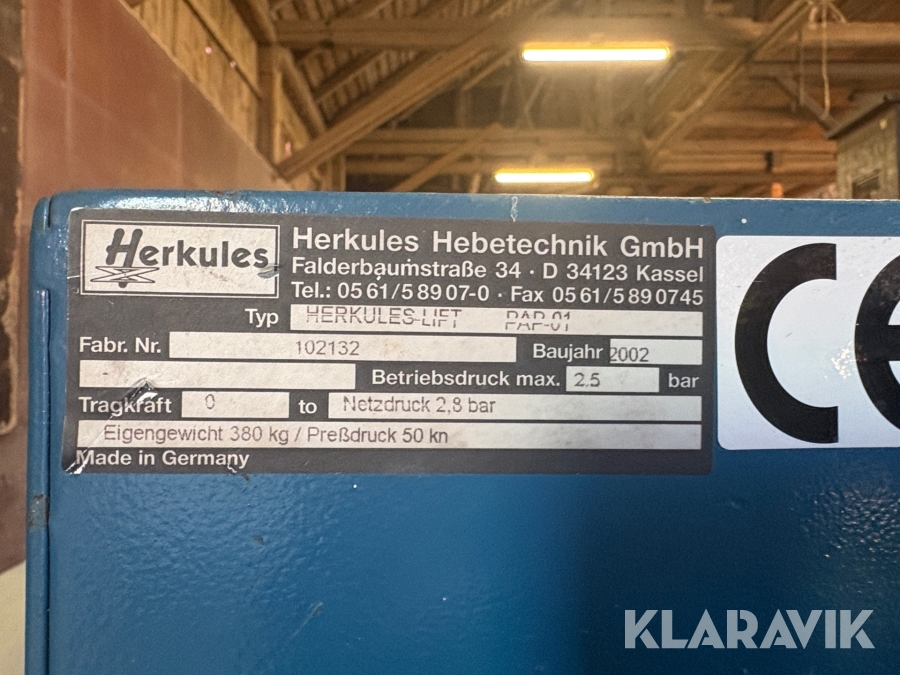 Herkules
Herkules Hebetechnik GmbH
Falderbaumstraße 34 · D 34123 Kassel
Tel.: 05 61/5 89 07-0 · Fax 05 61/5 89 07 45
Typ HERKULES-LIFT PAP-01
Fabr. Nr. 102132 Baujahr 2002
Betriebsdruck max. 2.5 bar
Tragkraft 0 to Netzdruck 2,8 bar
Eigengewicht 380 kg / Preßdruck 50 kn
Made in Germany
CE
KLARAVIK